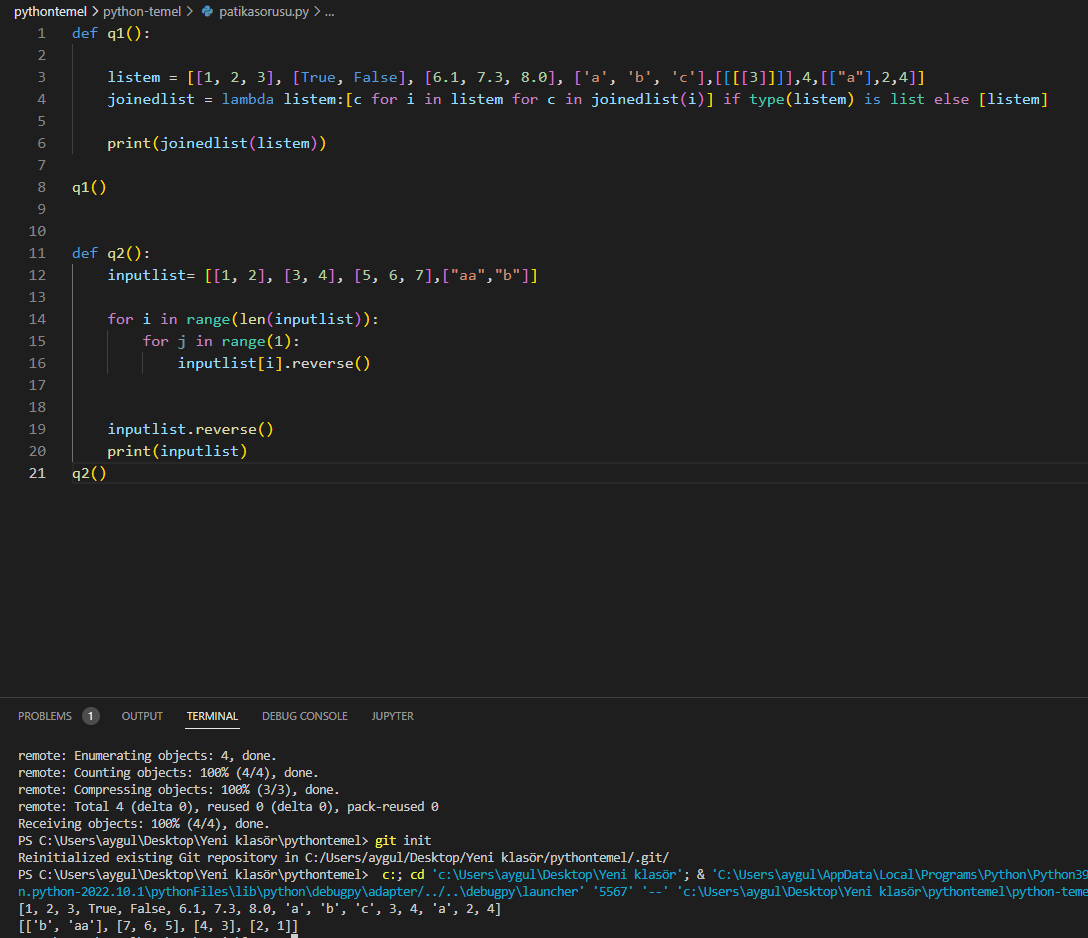 pythontemel > python-temel > patikasorusu.py > ...
1 def q1():
2
3 listem = [[1, 2, 3], [True, False], [6.1, 7.3, 8.0], ['a', 'b', 'c'],[[[[3]]]],4,[["a"],2,4]]
4 joinedlist = lambda listem:[c for i in listem for c in joinedlist(i)] if type(listem) is list else [listem]
5
6 print(joinedlist(listem))
7
8 q1()
9
10
11 def q2():
12 inputlist= [[1, 2], [3, 4], [5, 6, 7],["aa","b"]]
13
14 for i in range(len(inputlist)):
15 for j in range(1):
16 inputlist[i].reverse()
17
18
19 inputlist.reverse()
20 print(inputlist)
21 q2()
PROBLEMS 1 OUTPUT TERMINAL DEBUG CONSOLE JUPYTER
remote: Enumerating objects: 4, done.
remote: Counting objects: 100% (4/4), done.
remote: Compressing objects: 100% (3/3), done.
remote: Total 4 (delta 0), reused 0 (delta 0), pack-reused 0
Receiving objects: 100% (4/4), done.
PS C:\Users\aygul\Desktop\Yeni klasör\pythontemel> git init
Reinitialized existing Git repository in C:/Users/aygul/Desktop/Yeni klasör/pythontemel/.git/
PS C:\Users\aygul\Desktop\Yeni klasör\pythontemel> c:; cd 'c:\Users\aygul\Desktop\Yeni klasör'; & 'C:\Users\aygul\AppData\Local\Programs\Python\Python39
n.python-2022.10.1\pythonFiles\lib\python\debugpy\adapter/../..\debugpy\launcher' '5567' '--' 'c:\Users\aygul\Desktop\Yeni klasör\pythontemel\python-teme
[1, 2, 3, True, False, 6.1, 7.3, 8.0, 'a', 'b', 'c', 3, 4, 'a', 2, 4]
[['b', 'aa'], [7, 6, 5], [4, 3], [2, 1]]